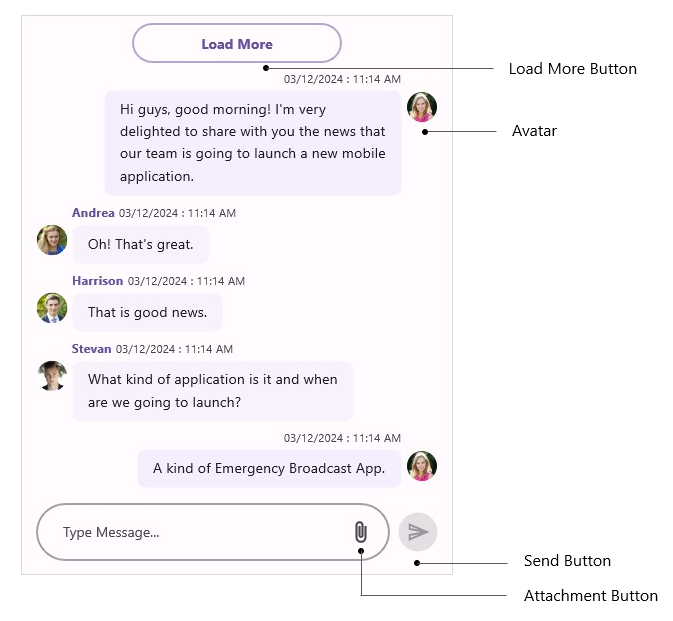 Load More
Load More Button
03/12/2024 : 11:14 AM
Hi guys, good morning! I'm very
delighted to share with you the news that
our team is going to launch a new mobile
application.
Avatar
Andrea 03/12/2024 : 11:14 AM
Oh! That's great.
Harrison 03/12/2024 : 11:14 AM
That is good news.
Stevan 03/12/2024 : 11:14 AM
What kind of application is it and when
are we going to launch?
03/12/2024 : 11:14 AM
A kind of Emergency Broadcast App.
Type Message...
Send Button
Attachment Button